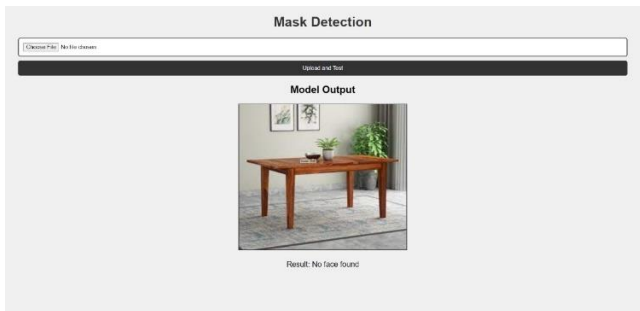 Mask Detection
Choose File No file chosen
Upload and Test
Model Output
Result: No face found